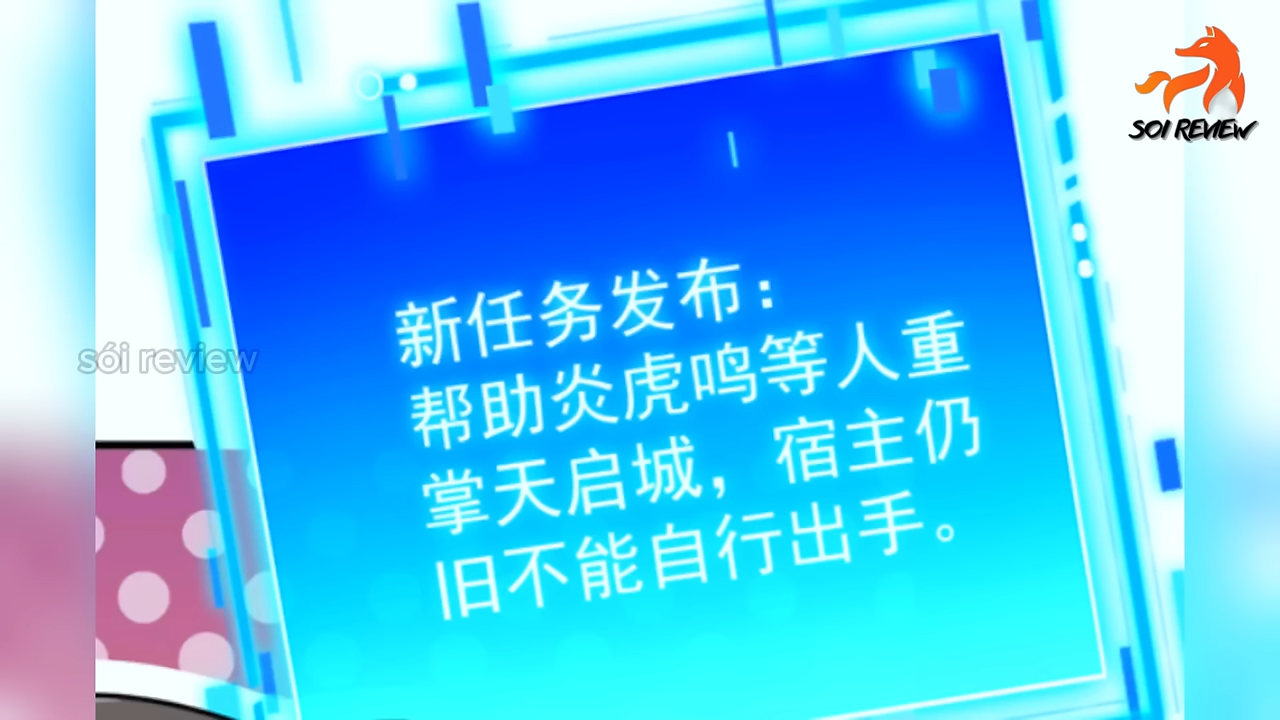 SOI REVIEW
新任务发布：
帮助炎虎鸣等人重
掌天启城，宿主仍
旧不能自行出手。
sói review